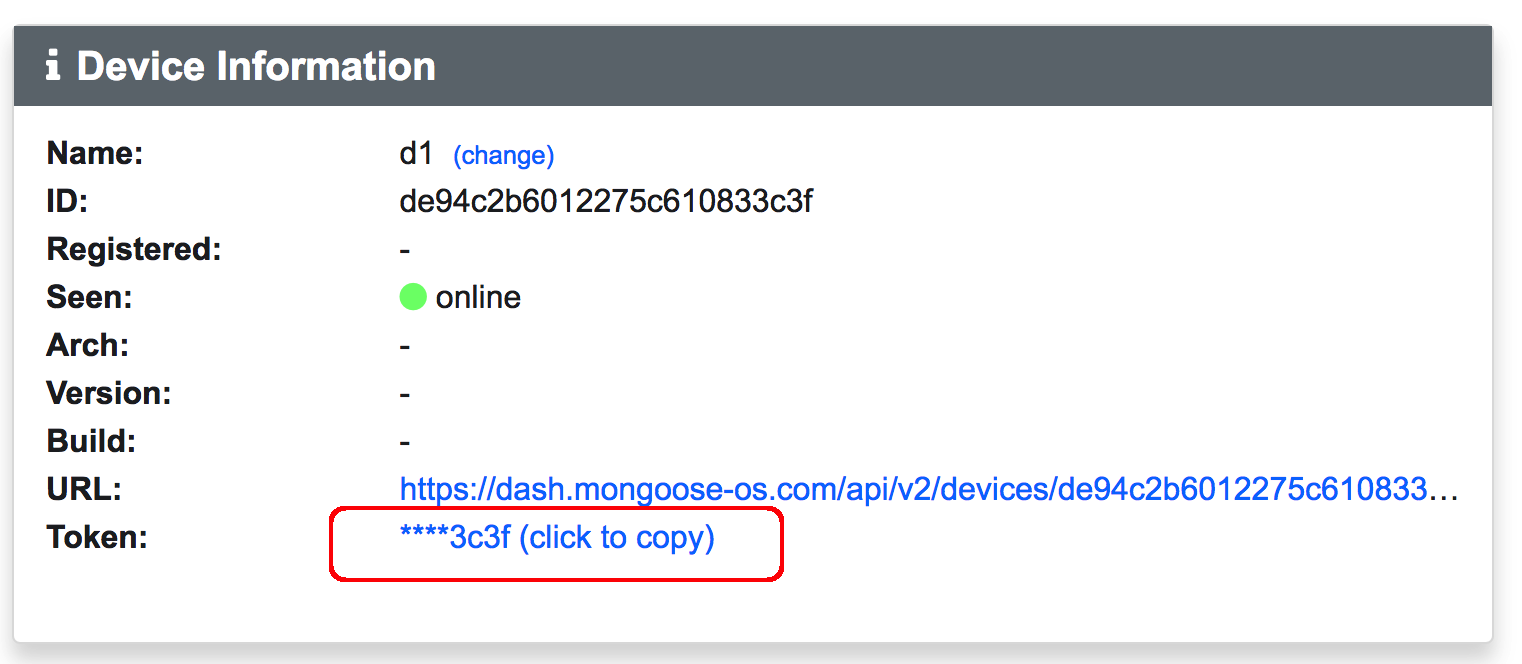 Device Information
Name: d1 (change)
ID: de94c2b6012275c610833c3f
Registered: -
Seen: online
Arch: -
Version: -
Build: -
URL: https://dash.mongoose-os.com/api/v2/devices/de94c2b6012275c610833...
Token: ****3c3f (click to copy)